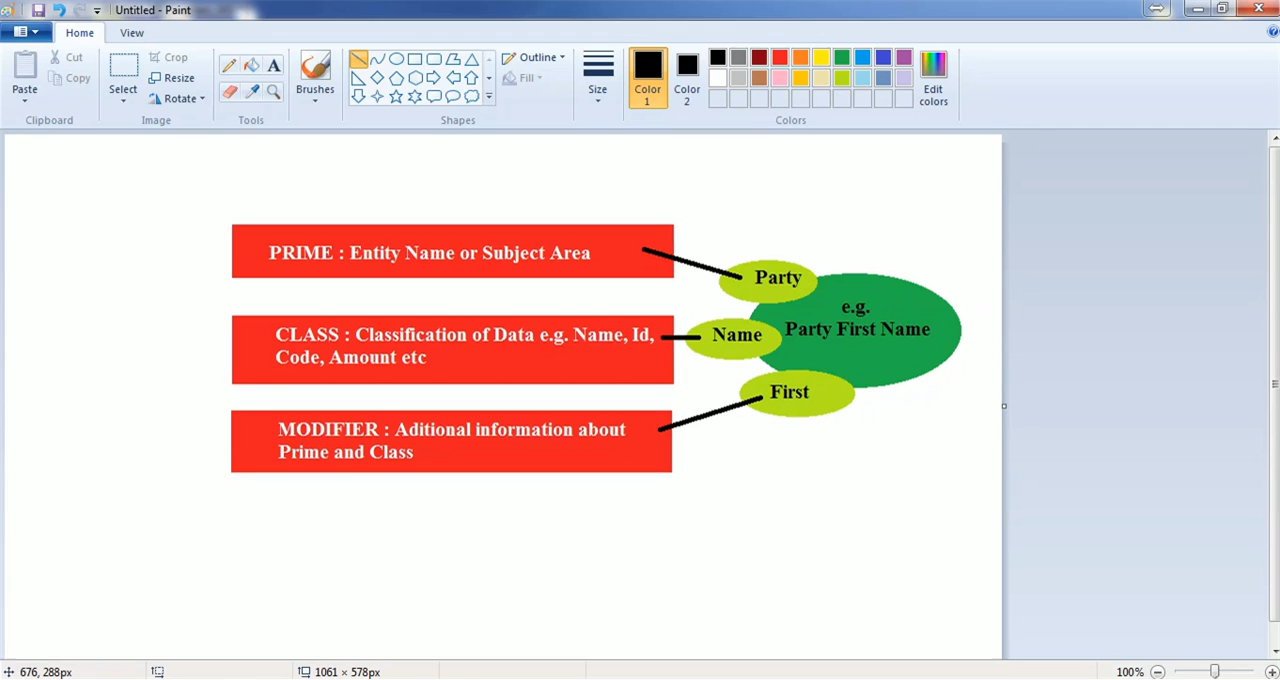 Untitled - Paint
Home
View
Paste
Cut
Copy
Clipboard
Select
Crop
Resize
Rotate
Image
A
Tools
Brushes
Outline
Fill
Shapes
Size
Color 1
Color 2
Edit colors
Colors
PRIME : Entity Name or Subject Area
CLASS : Classification of Data e.g. Name, Id,
Code, Amount etc
MODIFIER : Aditional information about
Prime and Class
Party
e.g.
Party First Name
Name
First
676, 288px
1061 × 578px
100%